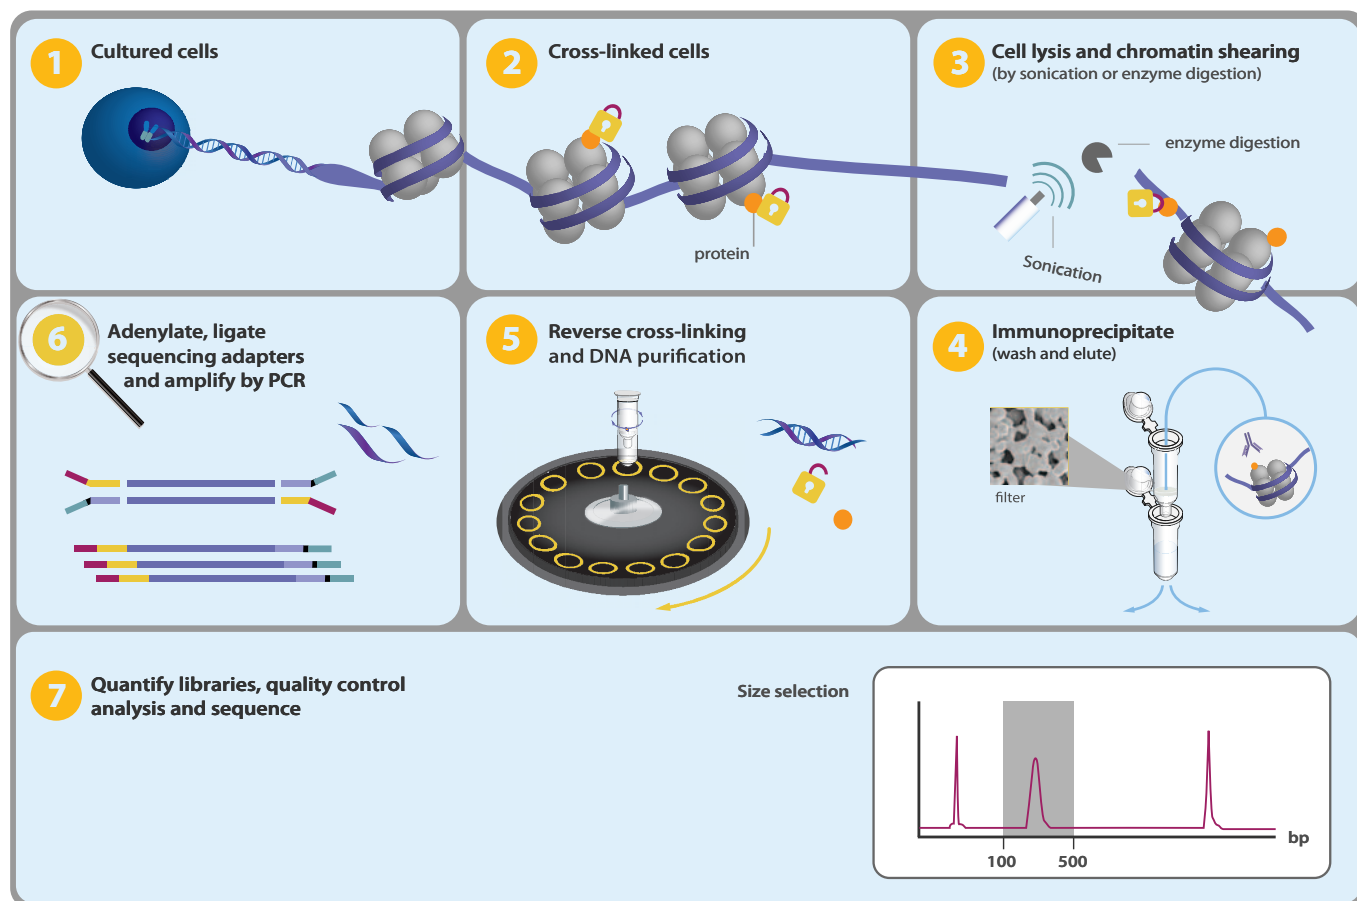 1
Cultured cells
2
Cross-linked cells
protein
3
Cell lysis and chromatin shearing
(by sonication or enzyme digestion)
enzyme digestion
Sonication
4
Immunoprecipitate
(wash and elute)
filter
5
Reverse cross-linking
and DNA purification
6
Adenylate, ligate
sequencing adapters
and amplify by PCR
7
Quantify libraries, quality control
analysis and sequence
Size selection
bp
100
500